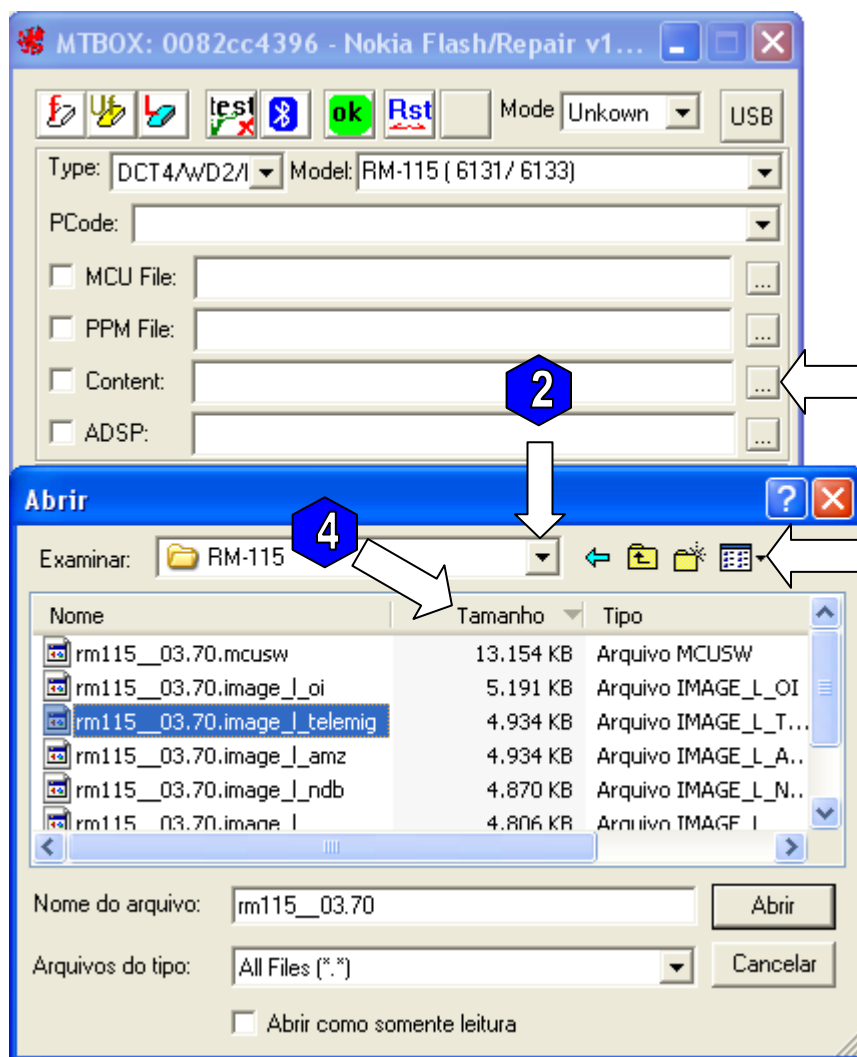 MTBOX: 0082cc4396 - Nokia Flash/Repair v1...
f Uf L test ok Rst Mode Unkown USB
Type: DCT4/WD2/I Model: RM-115 ( 6131/ 6133)
PCode:
MCU File: ...
PPM File: ...
Content: ...
2
ADSP: ...
Abrir
4
Examinar: RM-115
Nome Tamanho Tipo
rm115__03.70.mcusw 13.154 KB Arquivo MCUSW
rm115__03.70.image_l_oi 5.191 KB Arquivo IMAGE_L_OI
rm115__03.70.image_l_telemig 4.934 KB Arquivo IMAGE_L_T...
rm115__03.70.image_l_amz 4.934 KB Arquivo IMAGE_L_A..
rm115__03.70.image_l_ndb 4.870 KB Arquivo IMAGE_L_N..
rm115__03.70.image_l 4.806 KB Arquivo IMAGE_L
Nome do arquivo: rm115__03.70 Abrir
Arquivos do tipo: All Files (*.*) Cancelar
Abrir como somente leitura